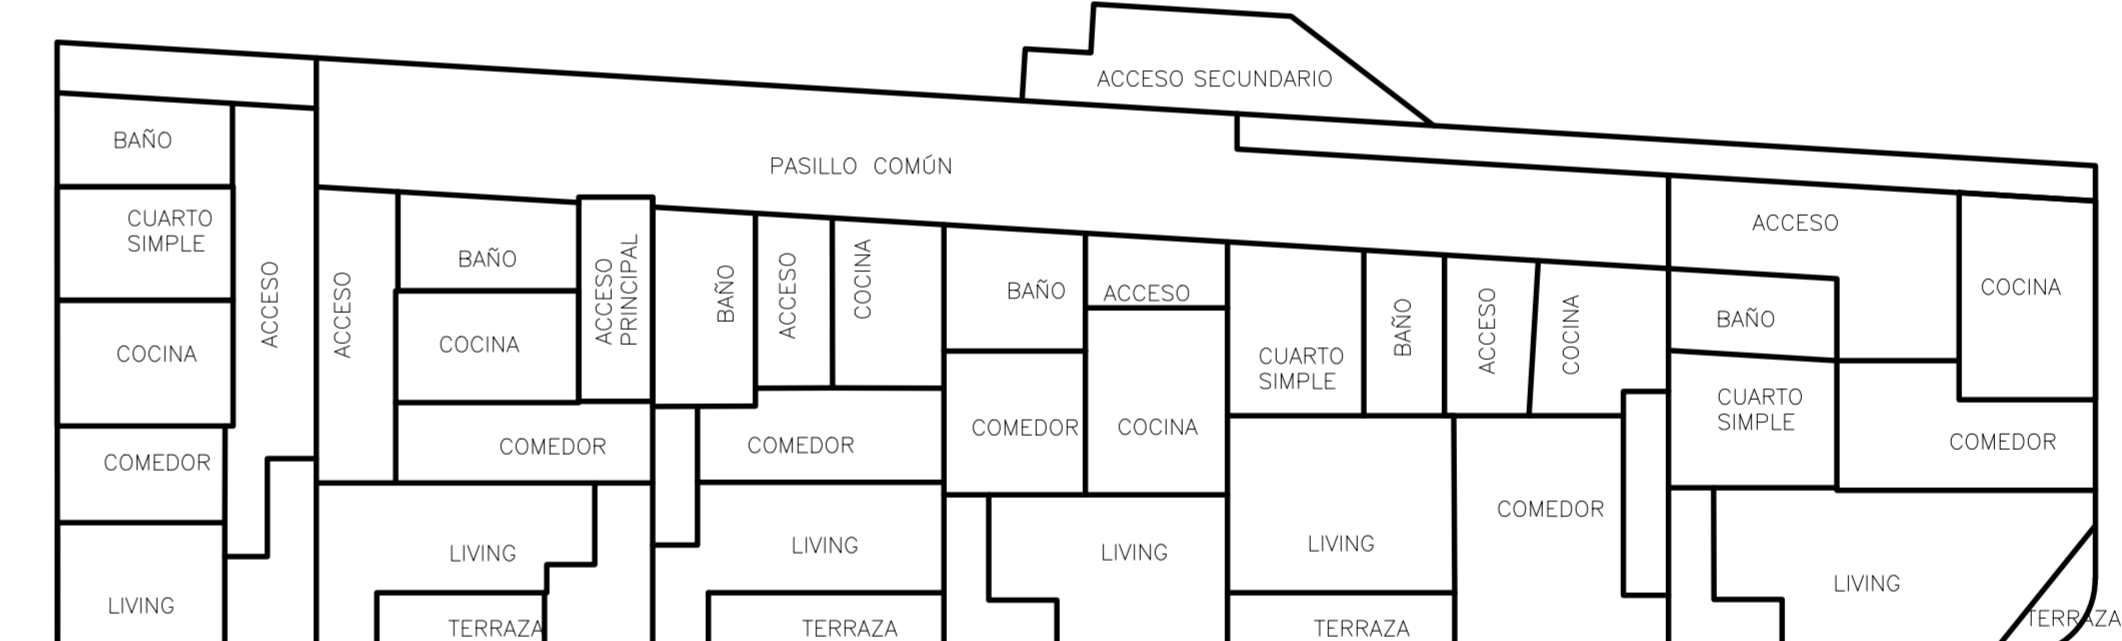 ACCESO SECUNDARIO
PASILLO COMÚN
BAÑO
CUARTO
SIMPLE
COCINA
COMEDOR
LIVING
ACCESO
ACCESO
BAÑO
COCINA
COMEDOR
LIVING
TERRAZA
ACCESO
PRINCIPAL
BAÑO
ACCESO
COCINA
COMEDOR
LIVING
TERRAZA
BAÑO
ACCESO
COMEDOR
COCINA
LIVING
CUARTO
SIMPLE
BAÑO
ACCESO
COCINA
COMEDOR
LIVING
TERRAZA
ACCESO
COCINA
BAÑO
CUARTO
SIMPLE
COMEDOR
LIVING
TERRAZA